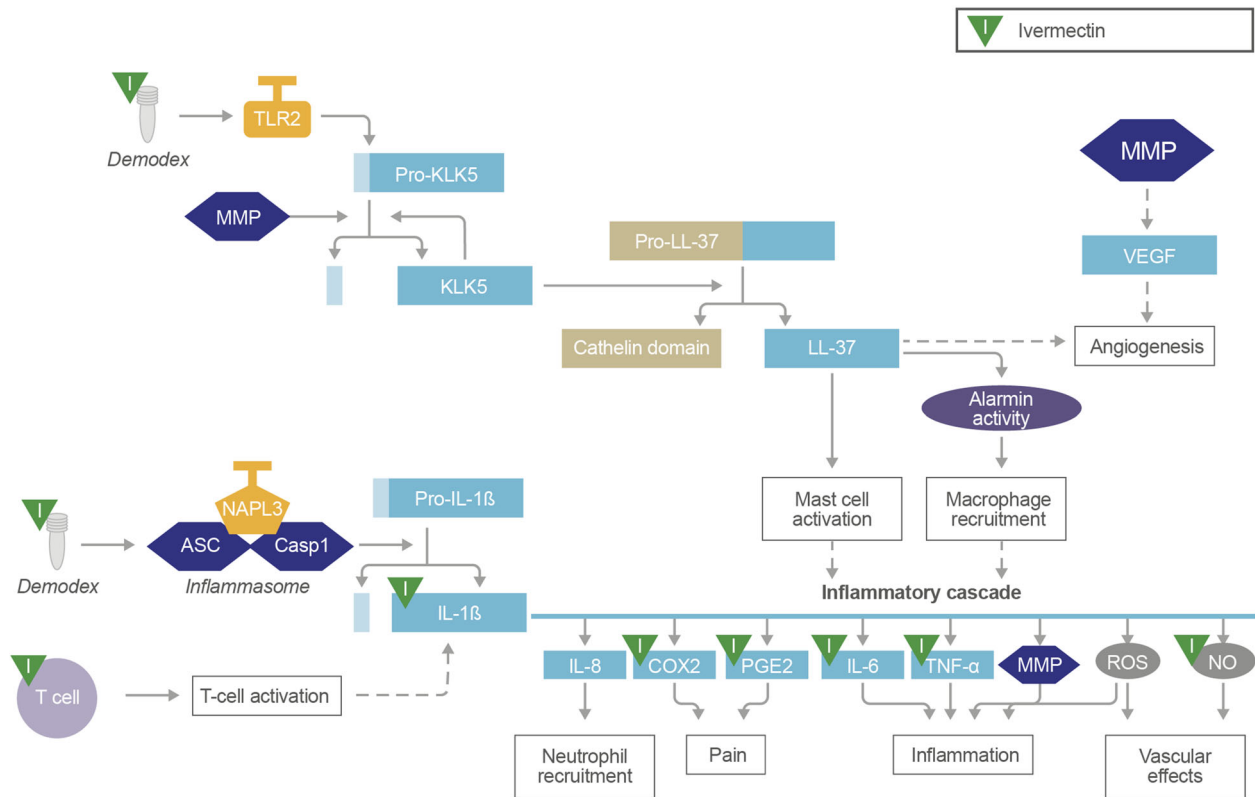 I Ivermectin
I
TLR2
Demodex
Pro-KLK5
MMP
MMP
Pro-LL-37
VEGF
KLK5
Cathelin domain
LL-37
Angiogenesis
Alarmin
activity
Pro-IL-1ß
Mast cell
activation
Macrophage
recruitment
I
NAPL3
ASC
Casp1
Demodex
Inflammasome
Inflammatory cascade
I
IL-1ß
I
T cell
T-cell activation
IL-8
I
COX2
I
PGE2
I
IL-6
I
TNF-α
MMP
ROS
I
NO
Neutrophil
recruitment
Pain
Inflammation
Vascular
effects